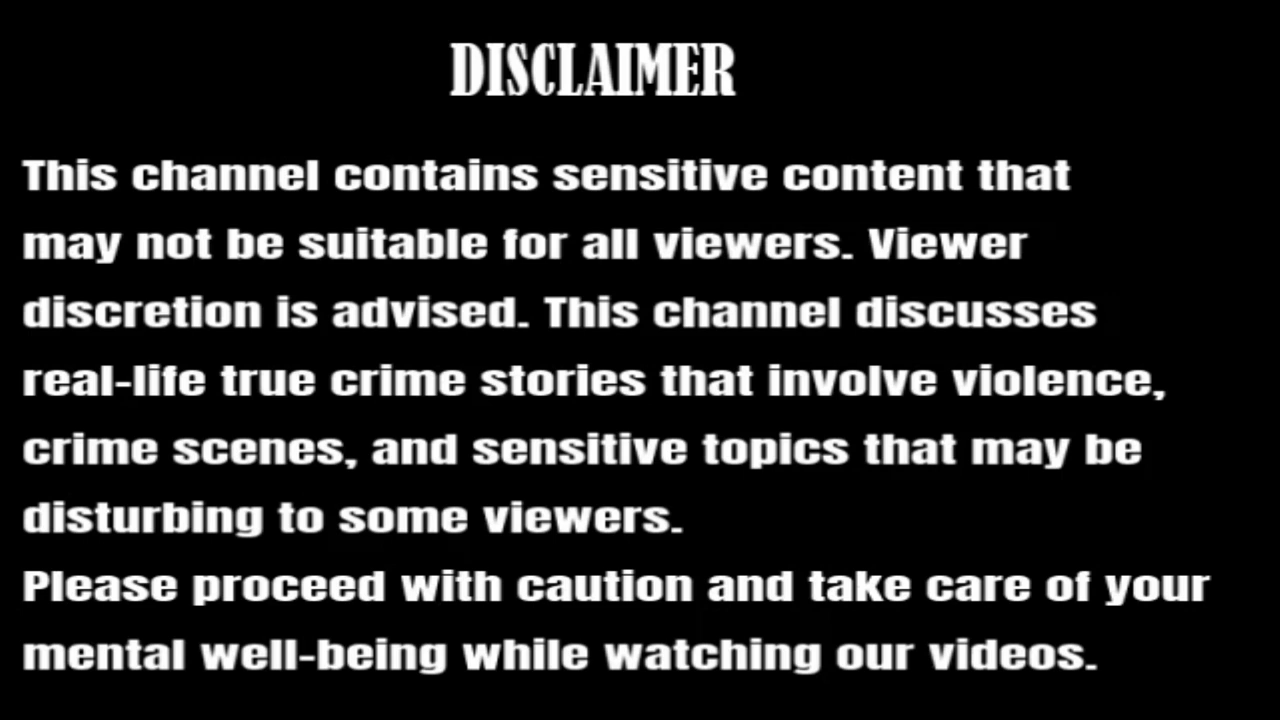 DISCLAIMER
This channel contains sensitive content that
may not be suitable for all viewers. Viewer
discretion is advised. This channel discusses
real-life true crime stories that involve violence,
crime scenes, and sensitive topics that may be
disturbing to some viewers.
Please proceed with caution and take care of your
mental well-being while watching our videos.